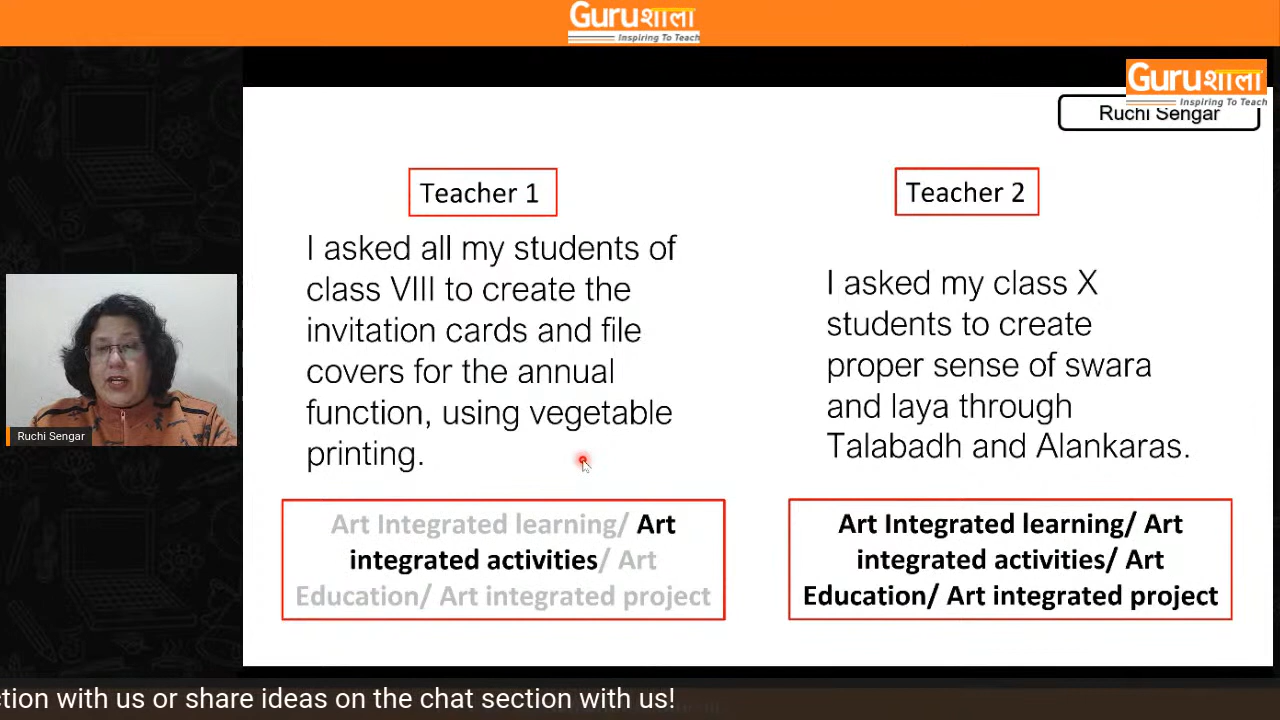 Guruशाला
Inspiring To Teach
Guruशाला
Inspiring To Teach
Ruchi Sengar
Teacher 1
I asked all my students of
class VIII to create the
invitation cards and file
covers for the annual
function, using vegetable
printing.
Art Integrated learning/ Art
integrated activities/ Art
Education/ Art integrated project
Teacher 2
I asked my class X
students to create
proper sense of swara
and laya through
Talabadh and Alankaras.
Art Integrated learning/ Art
integrated activities/ Art
Education/ Art integrated project
Ruchi Sengar
ction with us or share ideas on the chat section with us!